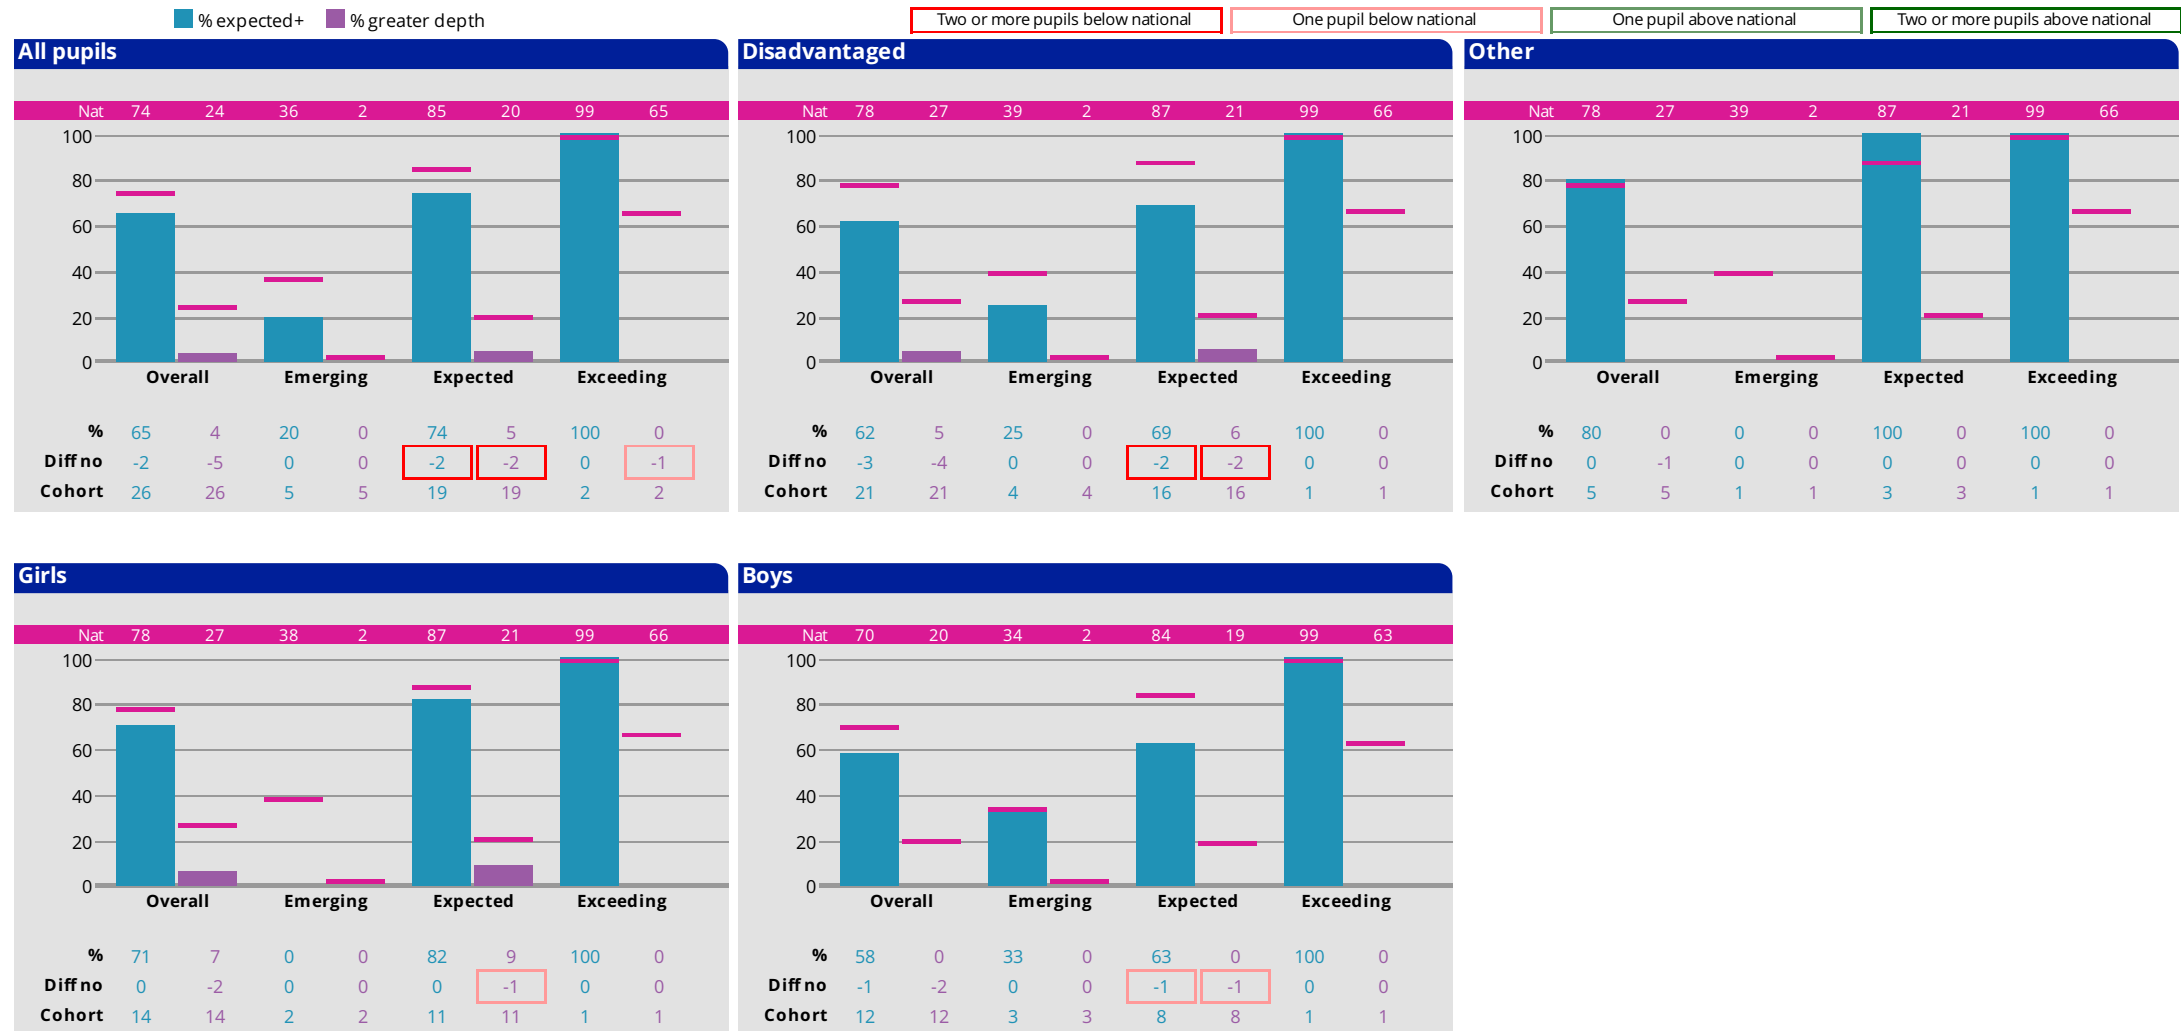 % expected+ % greater depth Two or more pupils below national One pupil below national One pupil above national Two or more pupils above national
All pupils Disadvantaged Other
Nat 74 24 36 2 85 20 99 65 Nat 78 27 39 2 87 21 99 66 Nat 78 27 39 2 87 21 99 66
100 100 100
80 80 80
60 60 60
40 40 40
20 20 20
0 0 0
Overall Emerging Expected Exceeding Overall Emerging Expected Exceeding Overall Emerging Expected Exceeding
% 65 4 20 0 74 5 100 0 % 62 5 25 0 69 6 100 0 % 80 0 0 0 100 0 100 0
Diff no -2 -5 0 0 -2 -2 0 -1 Diff no -3 -4 0 0 -2 -2 0 0 Diff no 0 -1 0 0 0 0 0 0
Cohort 26 26 5 5 19 19 2 2 Cohort 21 21 4 4 16 16 1 1 Cohort 5 5 1 1 3 3 1 1
Girls Boys
Nat 78 27 38 2 87 21 99 66 Nat 70 20 34 2 84 19 99 63
100 100
80 80
60 60
40 40
20 20
0 0
Overall Emerging Expected Exceeding Overall Emerging Expected Exceeding
% 71 7 0 0 82 9 100 0 % 58 0 33 0 63 0 100 0
Diff no 0 -2 0 0 0 -1 0 0 Diff no -1 -2 0 0 -1 -1 0 0
Cohort 14 14 2 2 11 11 1 1 Cohort 12 12 3 3 8 8 1 1